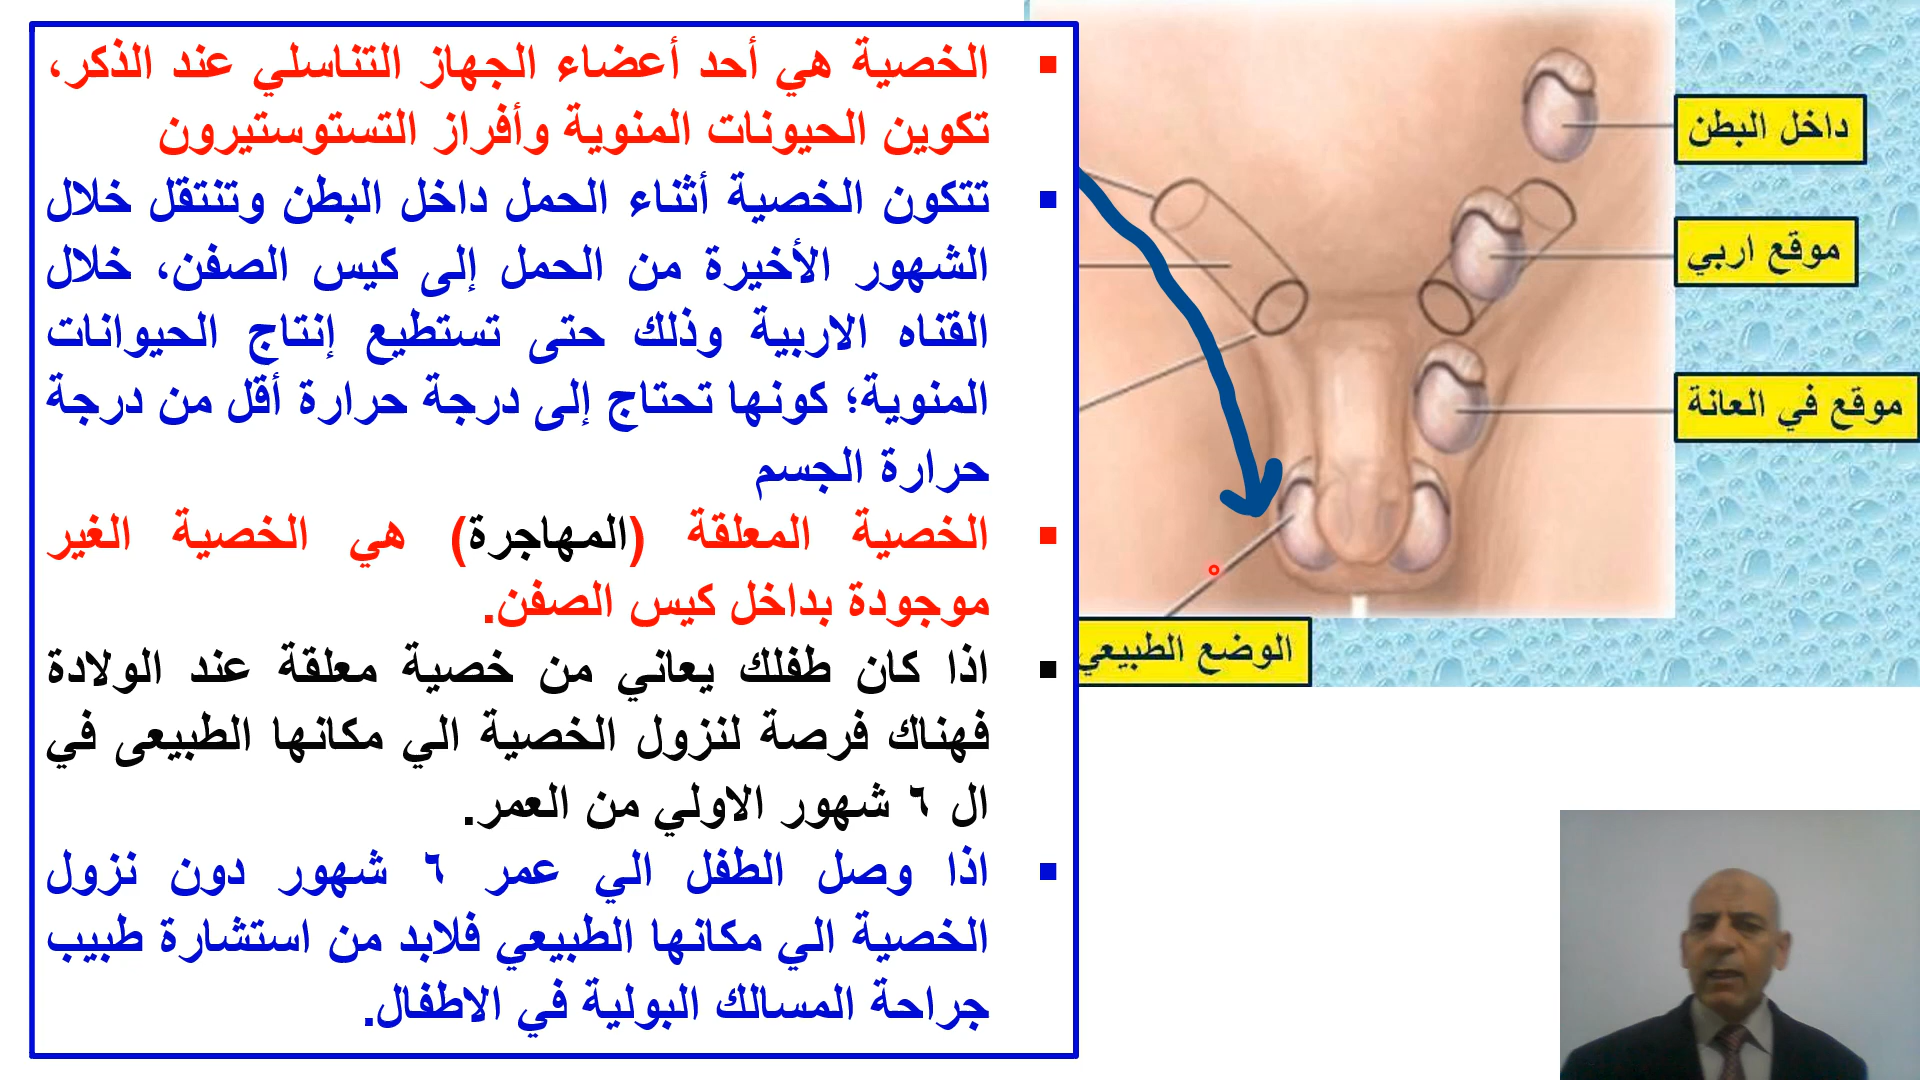 الخصية هي أحد أعضاء الجهاز التناسلي عند الذكر،
تكوين الحيونات المنوية وأفراز التستوستيرون
تتكون الخصية أثناء الحمل داخل البطن وتنتقل خلال
الشهور الأخيرة من الحمل إلى كيس الصفن، خلال
القناه الاربية وذلك حتى تستطيع إنتاج الحيوانات
المنوية؛ كونها تحتاج إلى درجة حرارة أقل من درجة
حرارة الجسم
الخصية المعلقة (المهاجرة) هي الخصية الغير
موجودة بداخل كيس الصفن.
اذا كان طفلك يعاني من خصية معلقة عند الولادة
فهناك فرصة لنزول الخصية الي مكانها الطبيعى في
ال ٦ شهور الاولي من العمر.
اذا وصل الطفل الي عمر ٦ شهور دون نزول
الخصية الي مكانها الطبيعي فلابد من استشارة طبيب
جراحة المسالك البولية في الاطفال.
داخل البطن
موقع اربي
موقع في العانة
الوضع الطبيعي